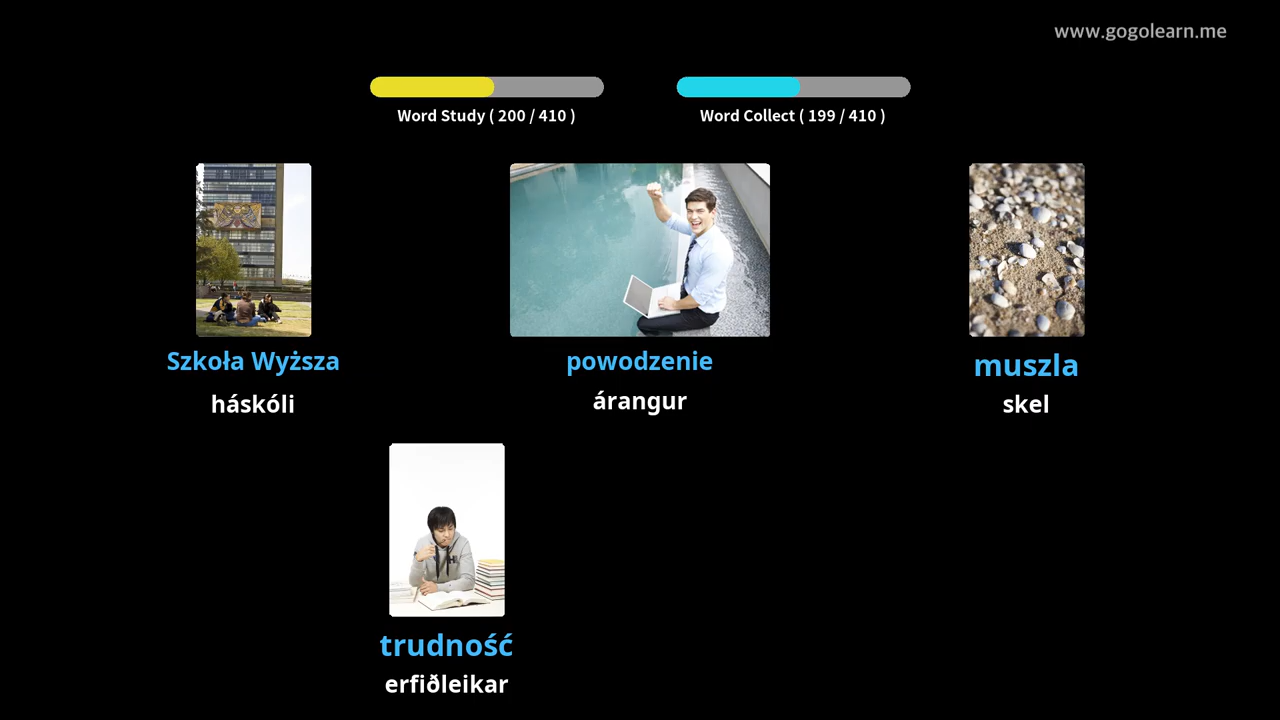 www.gogolearn.me
Word Study ( 200 / 410 )
Word Collect ( 199 / 410 )
Szkoła Wyższa
háskóli
powodzenie
árangur
muszla
skel
trudność
erfiðleikar